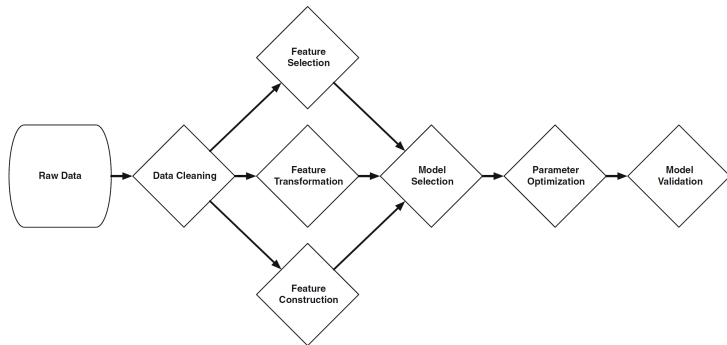 Feature
Selection
Raw Data
Data Cleaning
Feature
Transformation
Model
Selection
Parameter
Optimization
Model
Validation
Feature
Construction